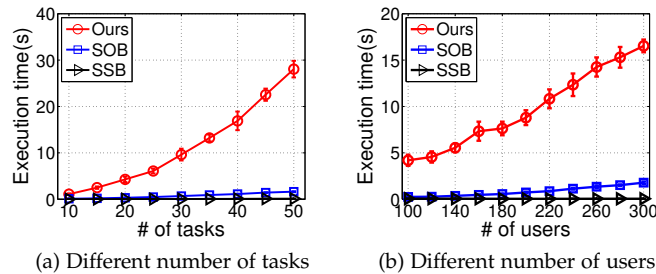 40
30
20
10
0
Execution time(s)
Ours
SOB
SSB
10 20 30 40 50
# of tasks
(a) Different number of tasks
20
15
10
5
0
Execution time(s)
Ours
SOB
SSB
100 140 180 220 260 300
# of users
(b) Different number of users